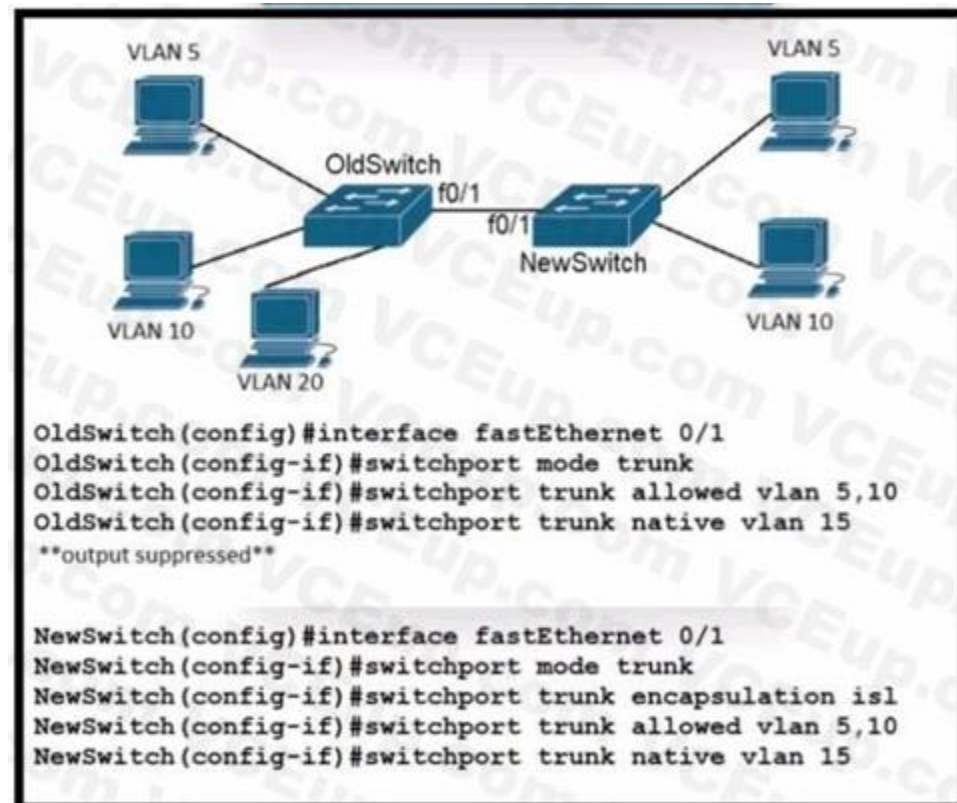 VLAN 5
VLAN 5
OldSwitch
f0/1
f0/1
NewSwitch
VLAN 10
VLAN 10
VLAN 20
OldSwitch(config)#interface fastEthernet 0/1
OldSwitch(config-if)#switchport mode trunk
OldSwitch(config-if)#switchport trunk allowed vlan 5,10
OldSwitch(config-if)#switchport trunk native vlan 15
**output suppressed**
NewSwitch(config)#interface fastEthernet 0/1
NewSwitch(config-if)#switchport mode trunk
NewSwitch(config-if)#switchport trunk encapsulation isl
NewSwitch(config-if)#switchport trunk allowed vlan 5,10
NewSwitch(config-if)#switchport trunk native vlan 15
VCEup.com